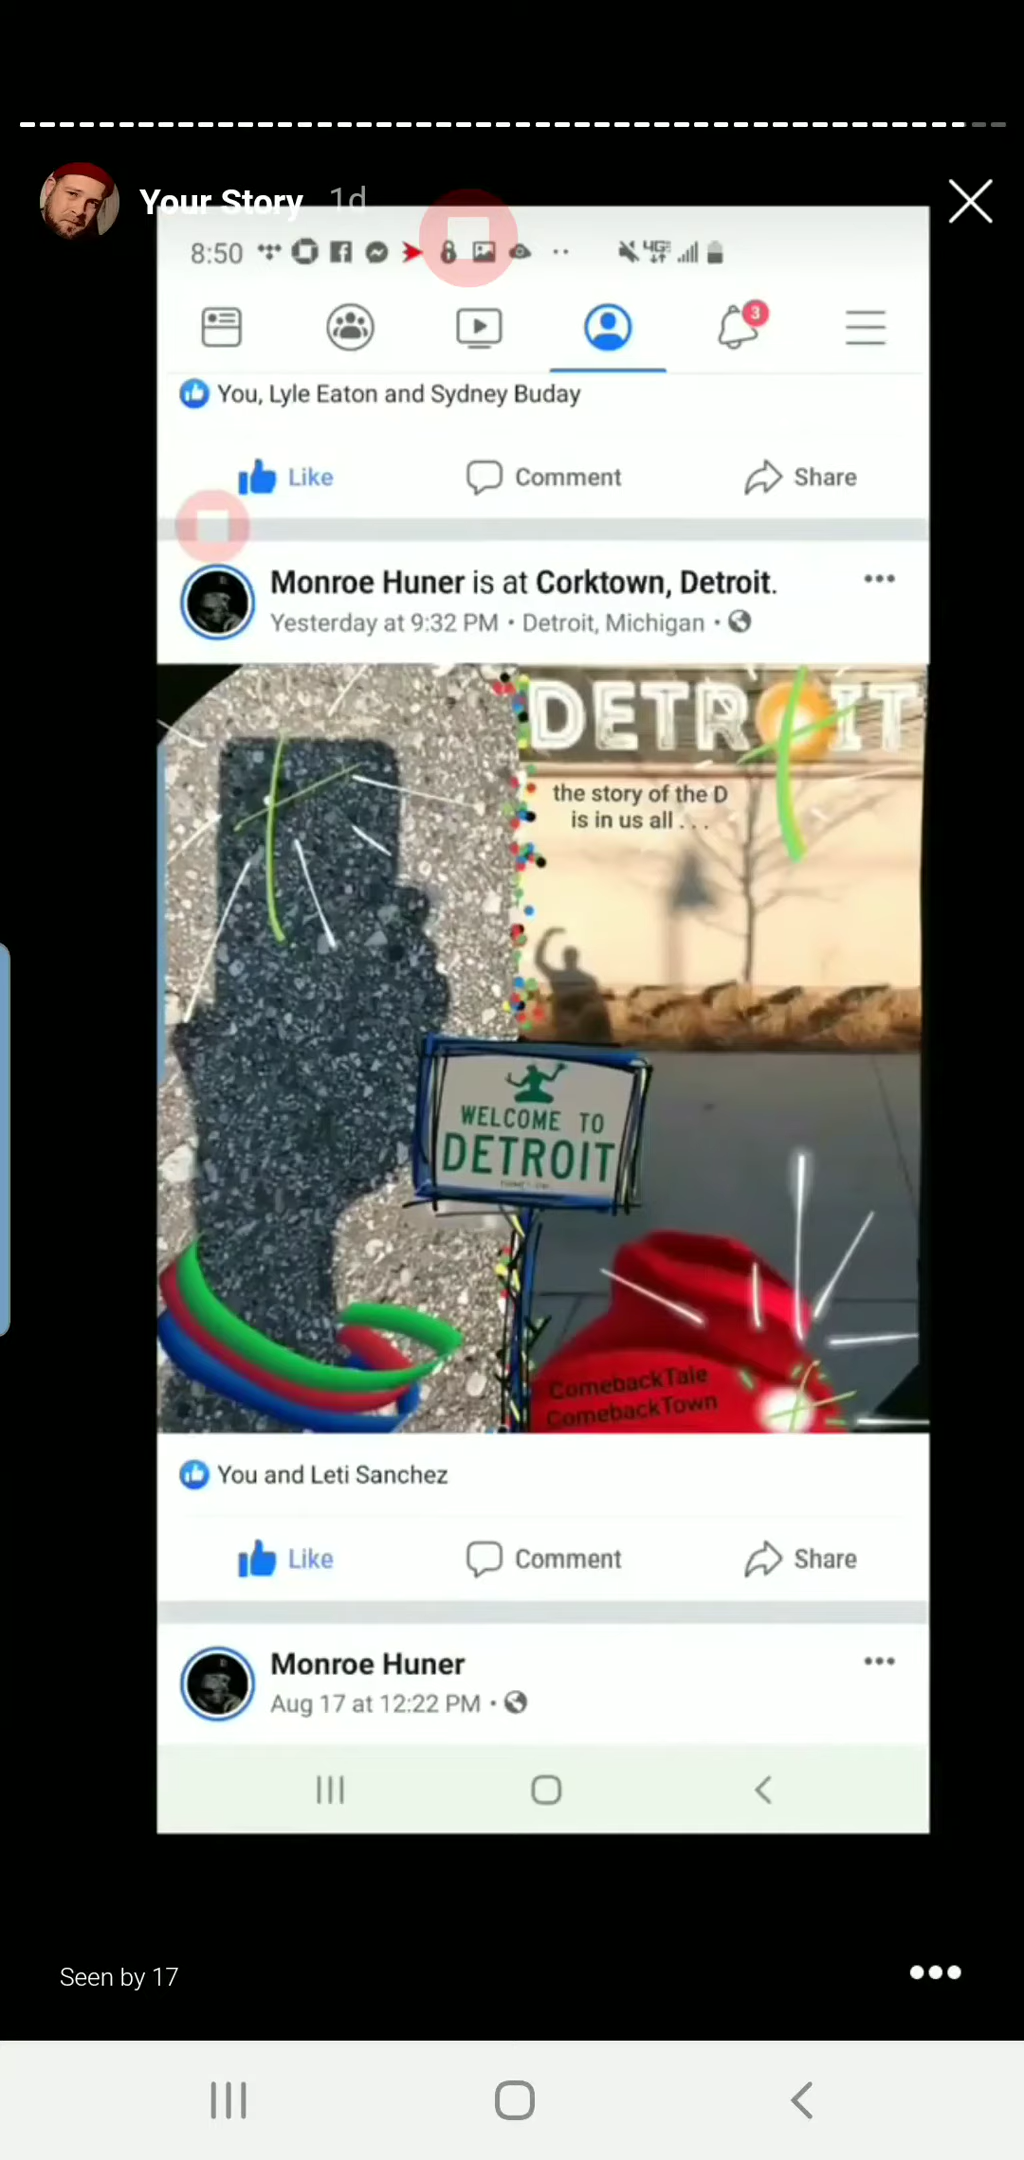 Your Story 1d
8:50 4G
3
You, Lyle Eaton and Sydney Buday
Like Comment Share
Monroe Huner is at Corktown, Detroit.
Yesterday at 9:32 PM • Detroit, Michigan •
DETROIT
the story of the D
is in us all . . .
WELCOME TO
DETROIT
ComebackTale
ComebackTown
You and Leti Sanchez
Like Comment Share
Monroe Huner
Aug 17 at 12:22 PM •
Seen by 17